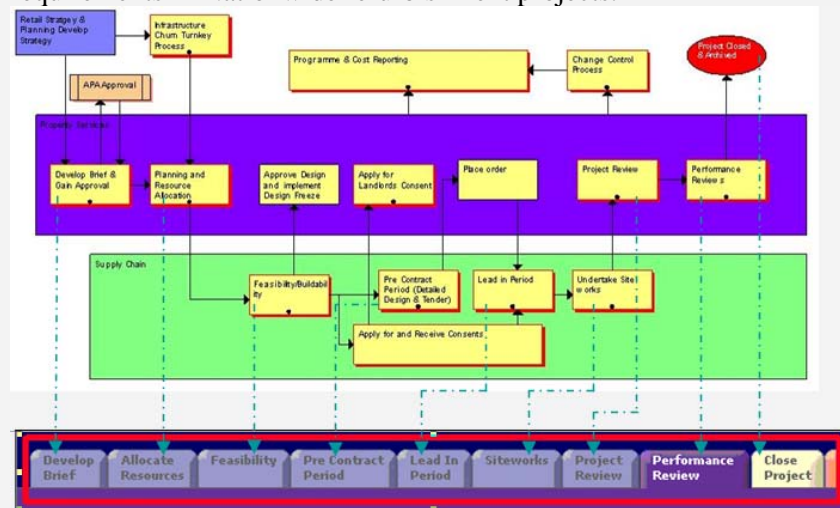 Retail Stratgey &
Planning Develop
Strategy
Infrastructure
Churn Turnkey
Process
APA Approval
Programme & Cost Reporting
Change Control
Process
Project Closed
& Archived
Property Services
Develop Brief &
Gain Approval
Planning and
Resource
Allocation
Approve Design
and implement
Design Freeze
Apply for
Landlords Consent
Place order
Project Review
Performance
Reviews
Supply Chain
Feasibility/Buildabil
ity
Pre Contract
Period (Detailed
Design & Tender)
Lead in Period
Undertake Site
works
Apply for and Receive Consents
Develop
Brief
Allocate
Resources
Feasibility
Pre Contract
Period
Lead In
Period
Siteworks
Project
Review
Performance
Review
Close
Project